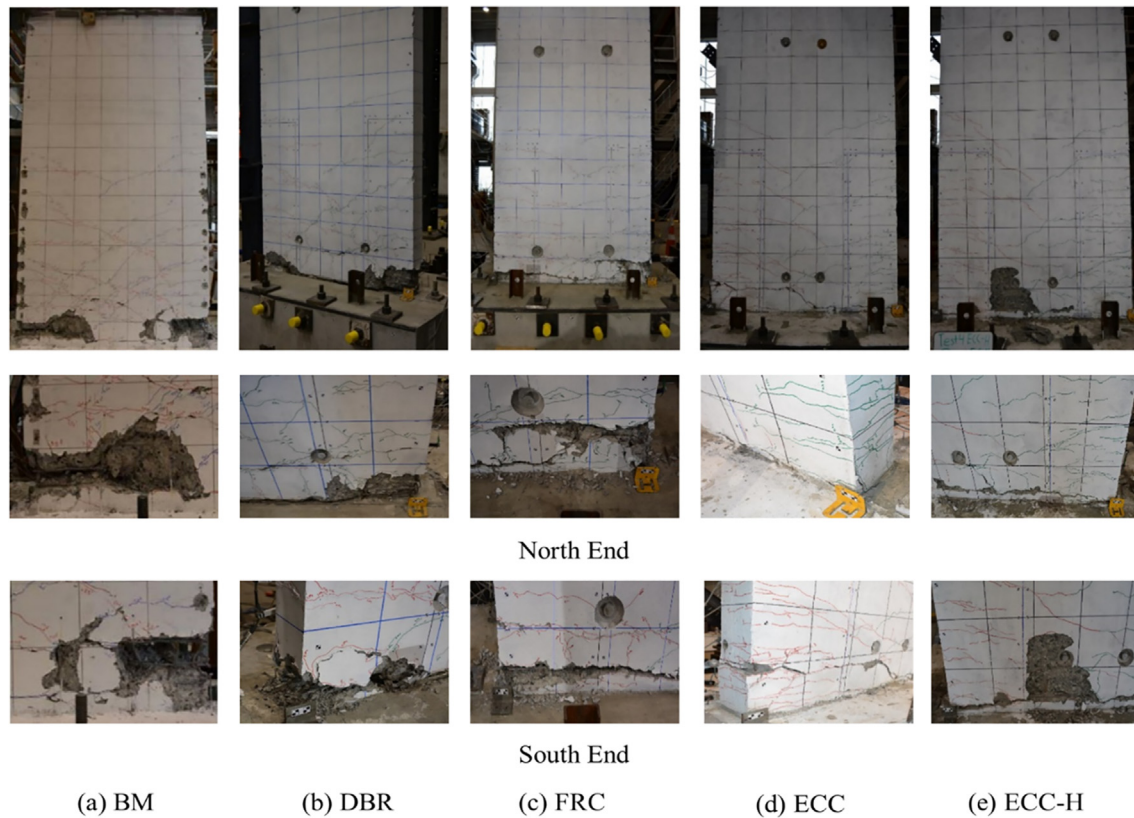 North End
South End
(a) BM
(b) DBR
(c) FRC
(d) ECC
(e) ECC-H